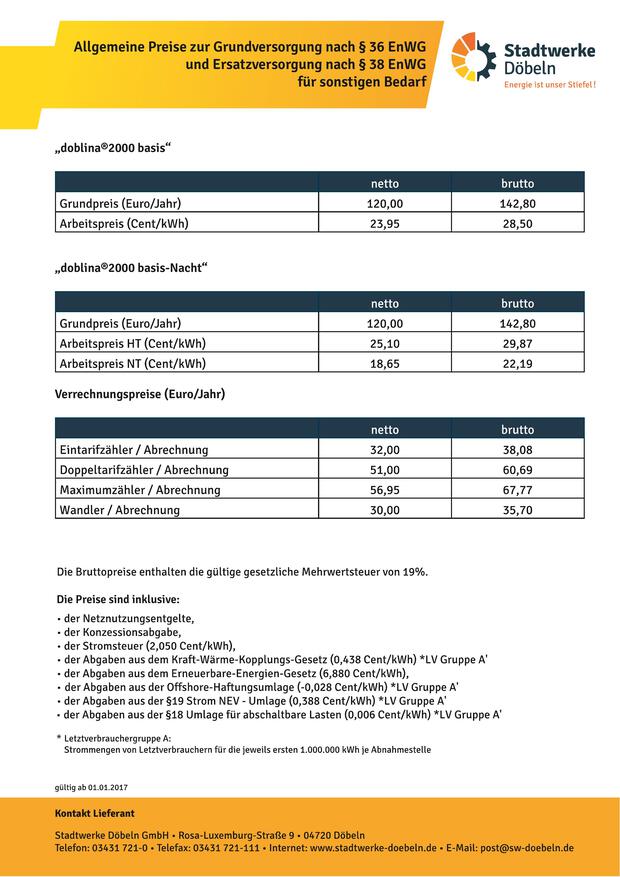 Allgemeine Preise zur Grundversorgung nach § 36 EnWG
und Ersatzversorgung nach § 38 EnWG
für sonstigen Bedarf
Stadtwerke
Döbeln
Energie ist unser Stiefel!
„doblina®2000 basis“
netto brutto
Grundpreis (Euro/Jahr) 120,00 142,80
Arbeitspreis (Cent/kWh) 23,95 28,50
„doblina®2000 basis-Nacht“
netto brutto
Grundpreis (Euro/Jahr) 120,00 142,80
Arbeitspreis HT (Cent/kWh) 25,10 29,87
Arbeitspreis NT (Cent/kWh) 18,65 22,19
Verrechnungspreise (Euro/Jahr)
netto brutto
Eintarifzähler / Abrechnung 32,00 38,08
Doppeltarifzähler / Abrechnung 51,00 60,69
Maximumzähler / Abrechnung 56,95 67,77
Wandler / Abrechnung 30,00 35,70
Die Bruttopreise enthalten die gültige gesetzliche Mehrwertsteuer von 19%.
Die Preise sind inklusive:
• der Netznutzungsentgelte,
• der Konzessionsabgabe,
• der Stromsteuer (2,050 Cent/kWh),
• der Abgaben aus dem Kraft-Wärme-Kopplungs-Gesetz (0,438 Cent/kWh) *LV Gruppe A'
• der Abgaben aus dem Erneuerbare-Energien-Gesetz (6,880 Cent/kWh),
• der Abgaben aus der Offshore-Haftungsumlage (-0,028 Cent/kWh) *LV Gruppe A'
• der Abgaben aus der §19 Strom NEV - Umlage (0,388 Cent/kWh) *LV Gruppe A'
• der Abgaben aus der §18 Umlage für abschaltbare Lasten (0,006 Cent/kWh) *LV Gruppe A'
* Letztverbrauchergruppe A:
Strommengen von Letztverbrauchern für die jeweils ersten 1.000.000 kWh je Abnahmestelle
gültig ab 01.01.2017
Kontakt Lieferant
Stadtwerke Döbeln GmbH • Rosa-Luxemburg-Straße 9 • 04720 Döbeln
Telefon: 03431 721-0 • Telefax: 03431 721-111 • Internet: www.stadtwerke-doebeln.de • E-Mail: post@sw-doebeln.de